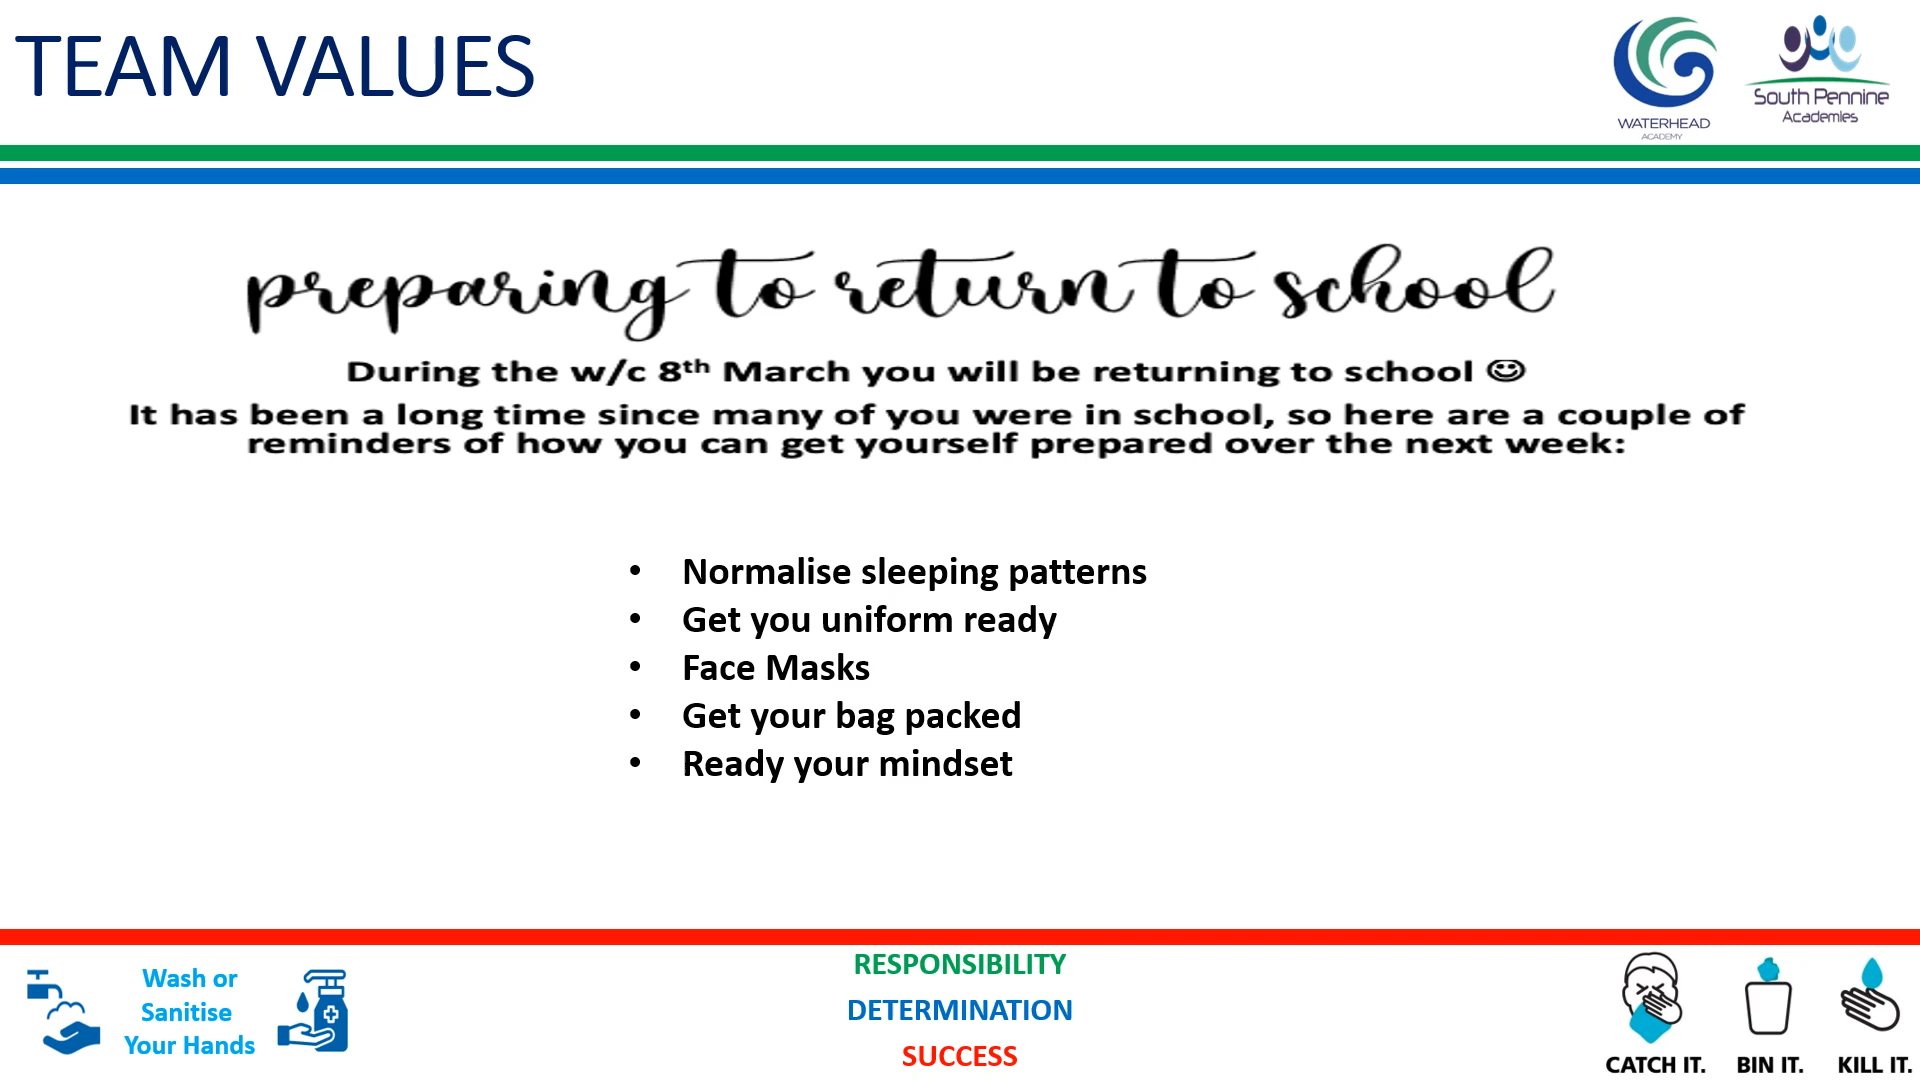 TEAM VALUES
WATERHEAD
ACADEMY
South Pennine
Academies
preparing to return to school
During the w/c 8th March you will be returning to school ☺
It has been a long time since many of you were in school, so here are a couple of
reminders of how you can get yourself prepared over the next week:
• Normalise sleeping patterns
• Get you uniform ready
• Face Masks
• Get your bag packed
• Ready your mindset
Wash or
Sanitise
Your Hands
RESPONSIBILITY
DETERMINATION
SUCCESS
CATCH IT. BIN IT. KILL IT.